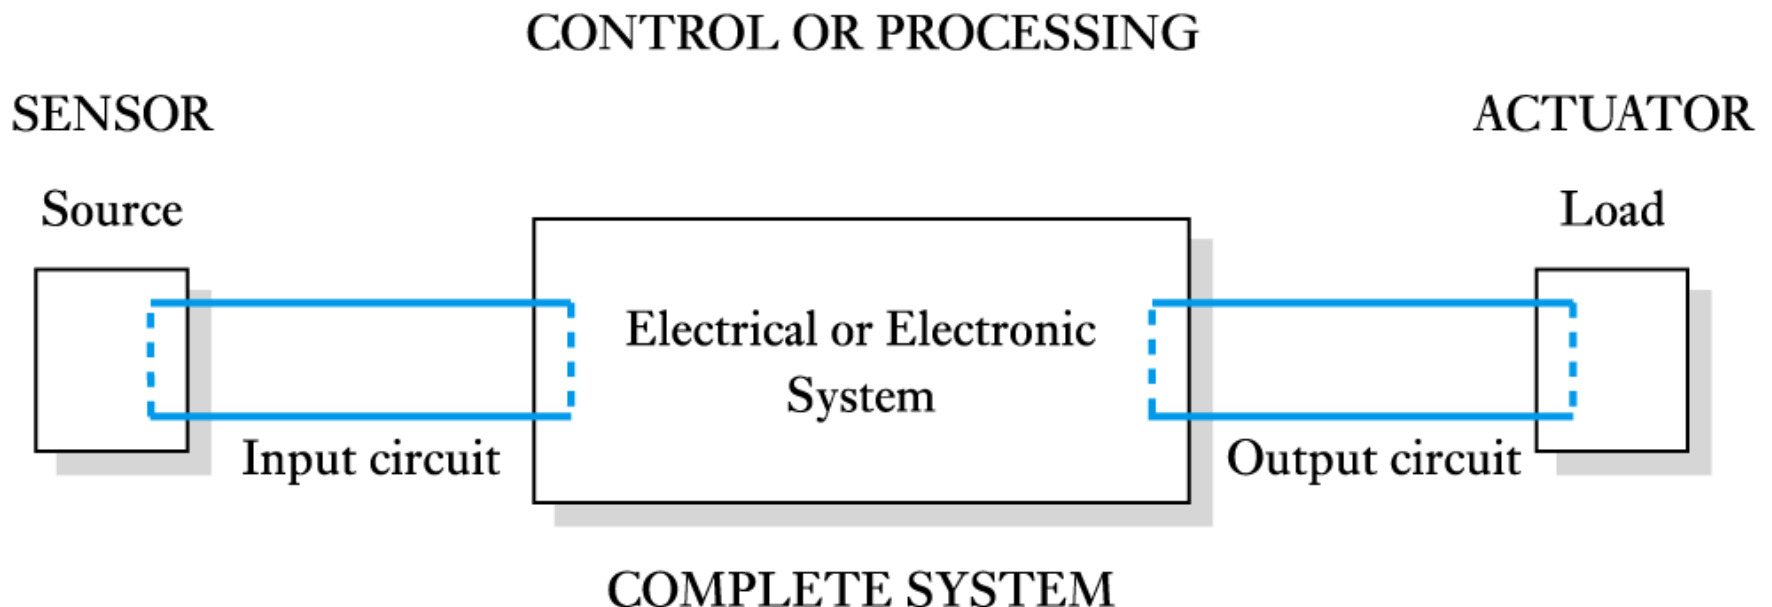 CONTROL OR PROCESSING
SENSOR
ACTUATOR
Source
Load
Electrical or Electronic
System
Input circuit
Output circuit
COMPLETE SYSTEM